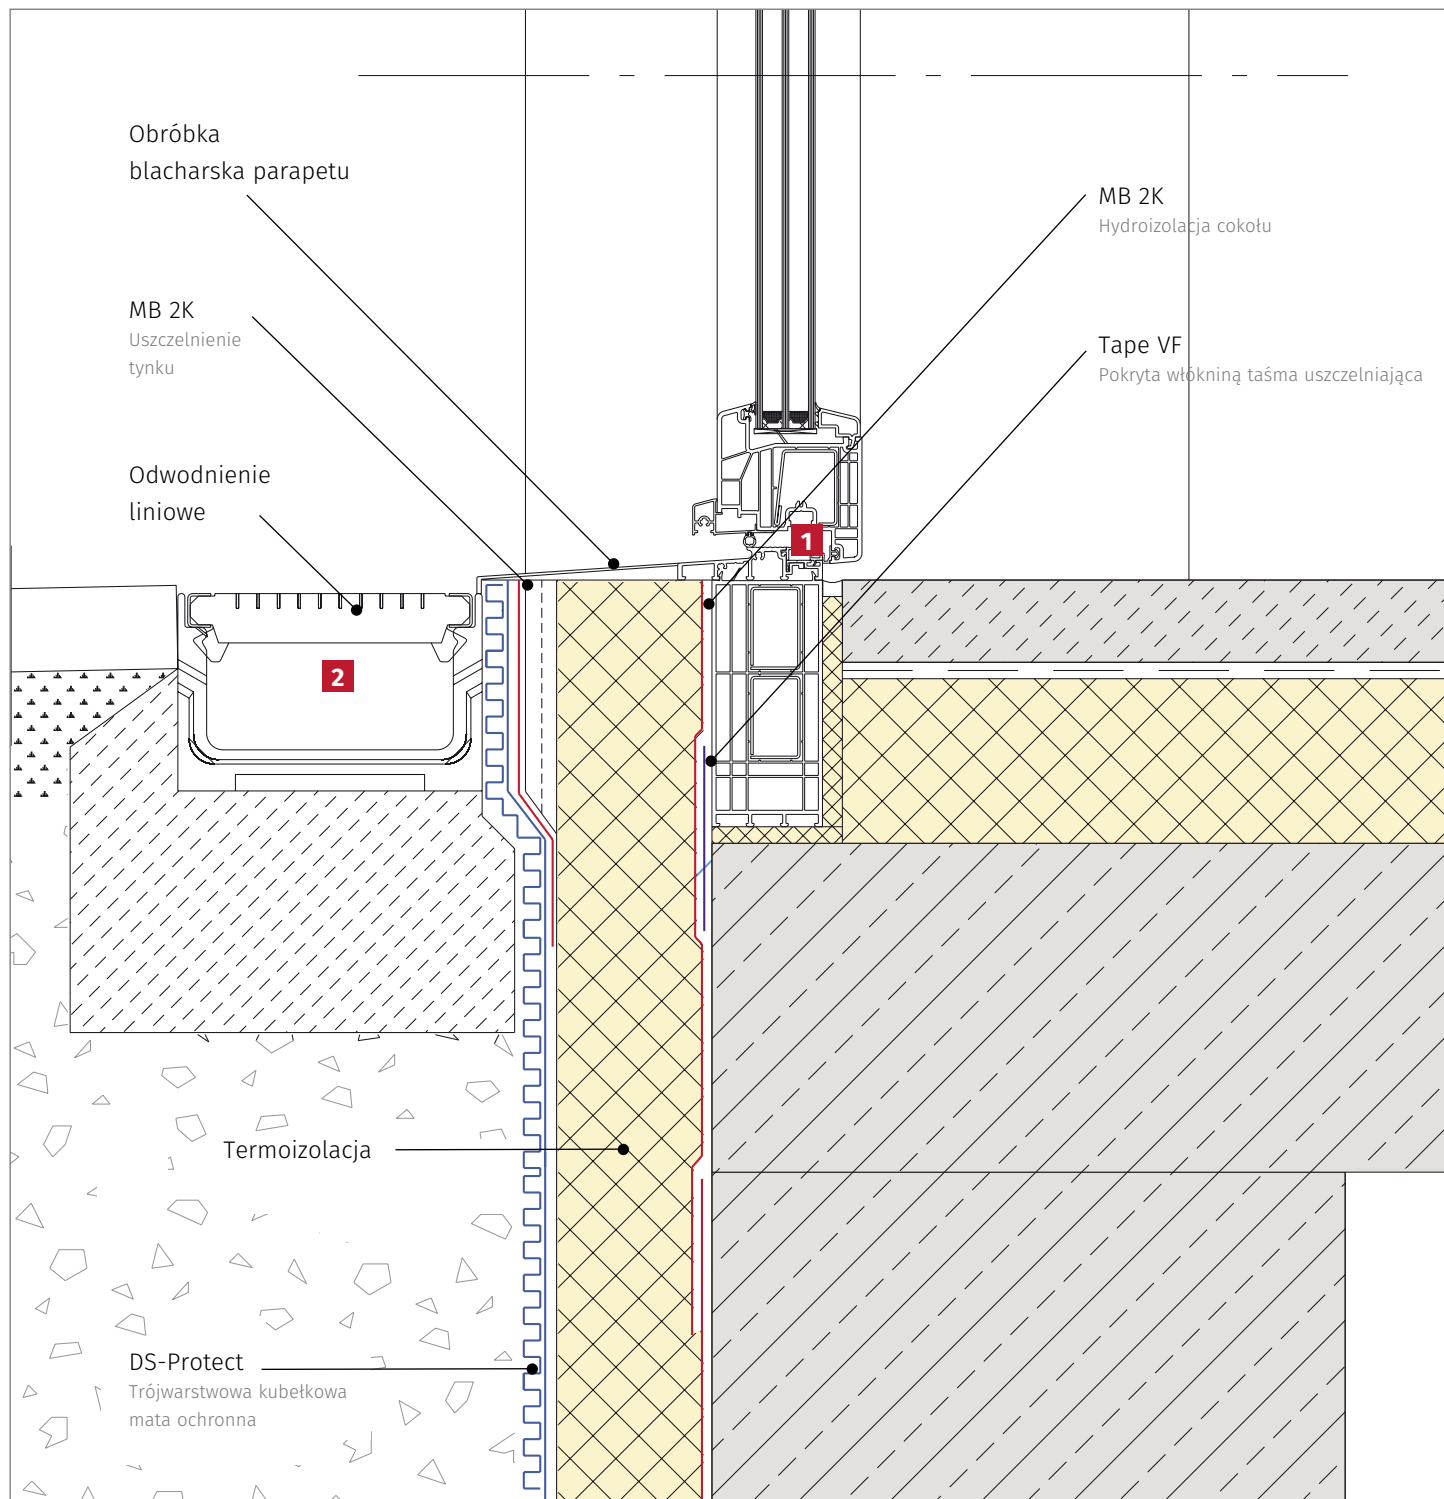 Obróbka
blacharska parapetu
MB 2K
Uszczelnienie
tynku
Odwodnienie
liniowe
MB 2K
Hydroizolacja cokołu
Tape VF
Pokryta włókniną taśma uszczelniająca
1
2
Termoizolacja
DS-Protect
Trójwarstwowa kubełkowa
mata ochronna